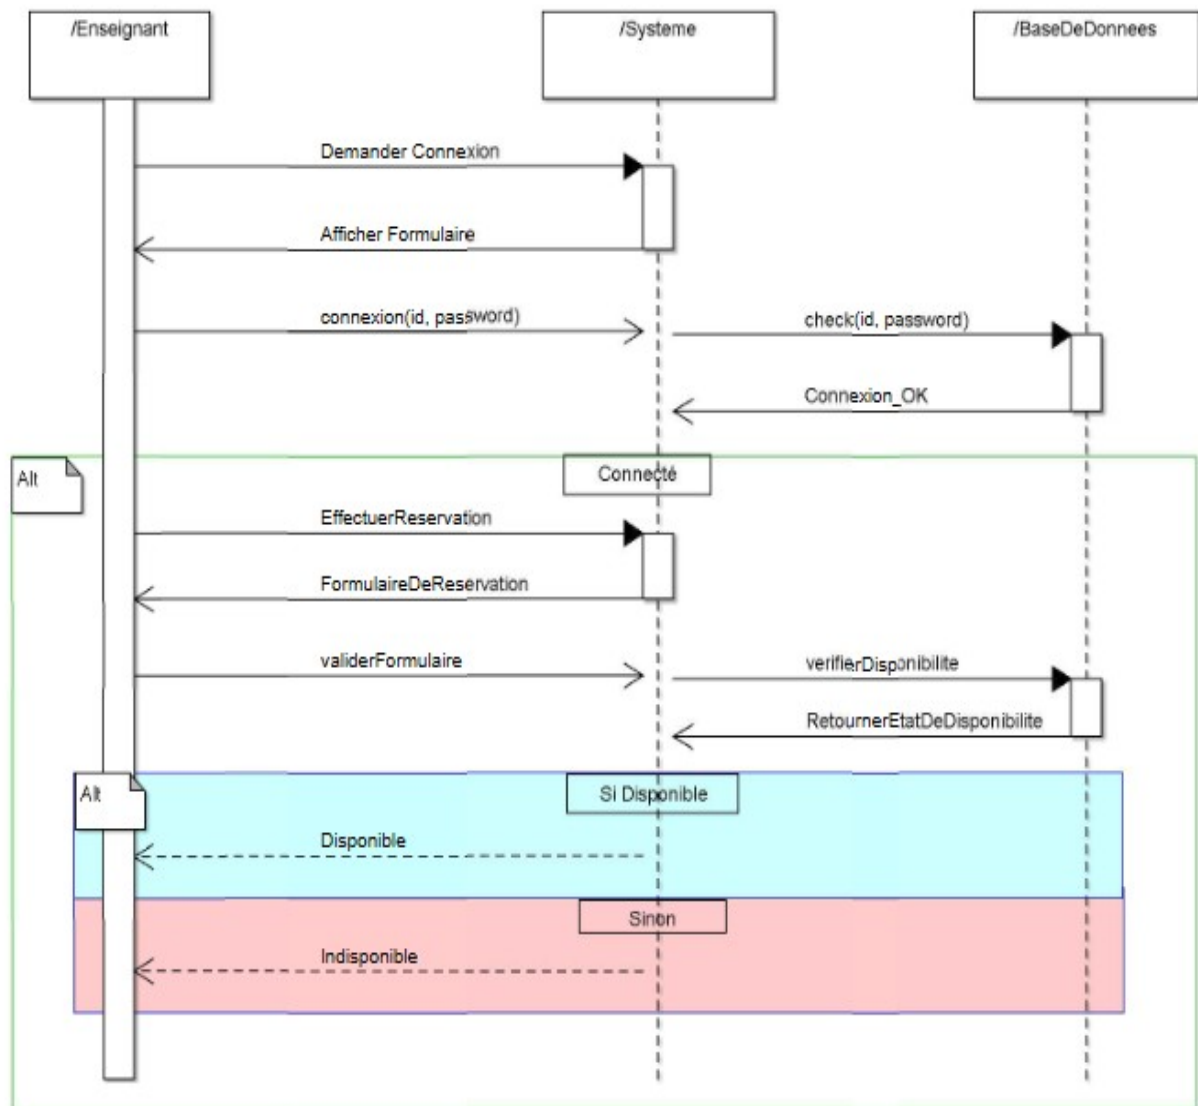 /Enseignant
/Systeme
/BaseDeDonnees
Demander Connexion
Afficher Formulaire
connexion(id, password)
check(id, password)
Connexion_OK
Alt
Connecté
EffectuerReservation
FormulaireDeReservation
validerFormulaire
verifierDisponibilite
RetournerEtatDeDisponibilite
Alt
Si Disponible
Disponible
Sinon
Indisponible